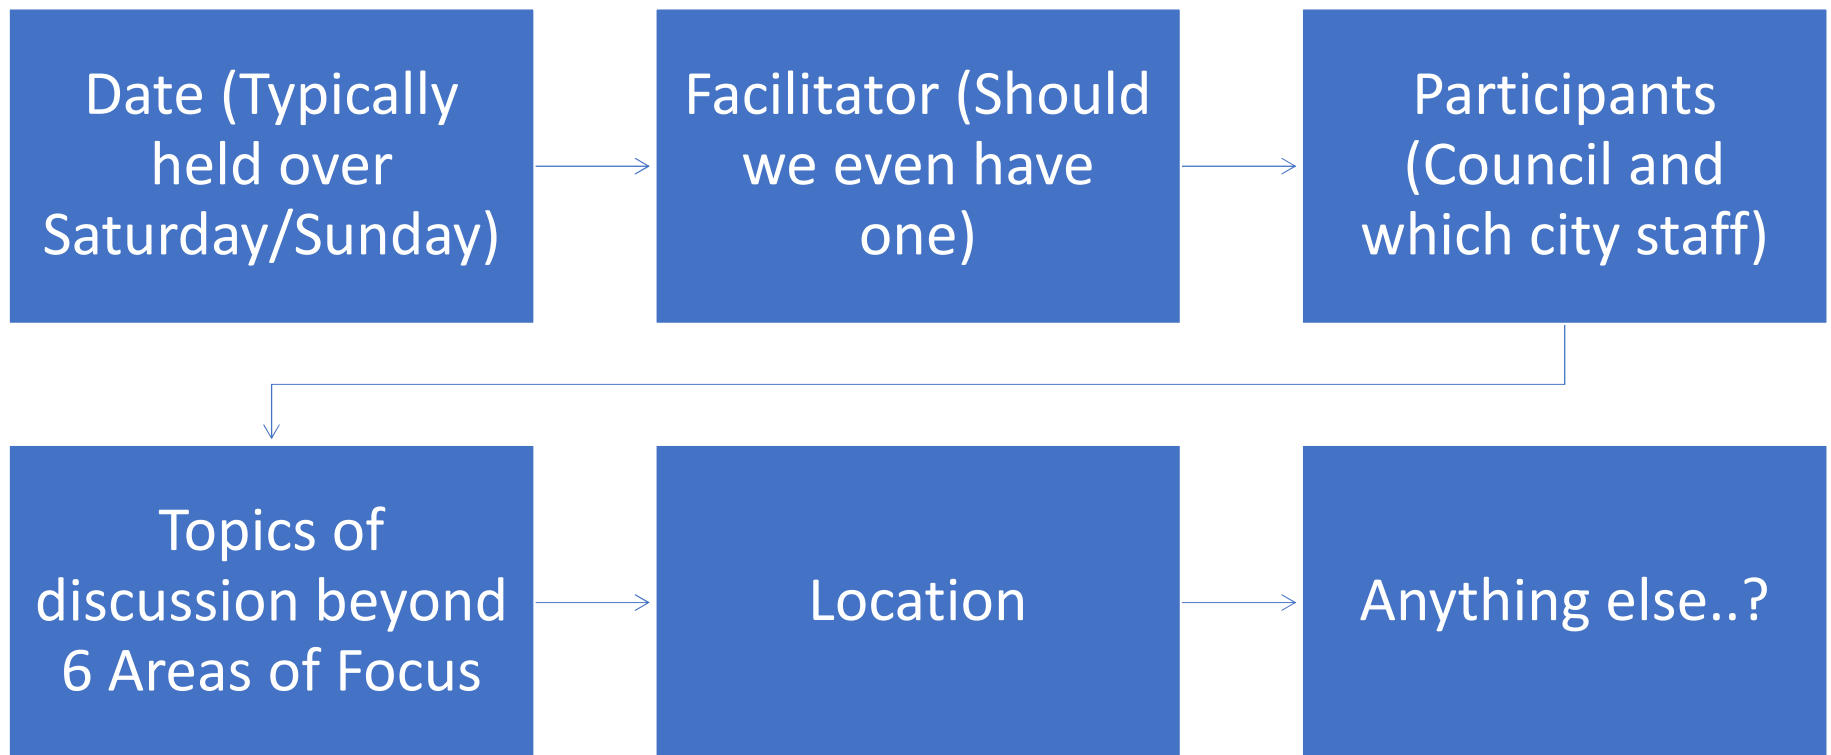 Date (Typically
held over
Saturday/Sunday)
Facilitator (Should
we even have
one)
Participants
(Council and
which city staff)
Topics of
discussion beyond
6 Areas of Focus
Location
Anything else..?